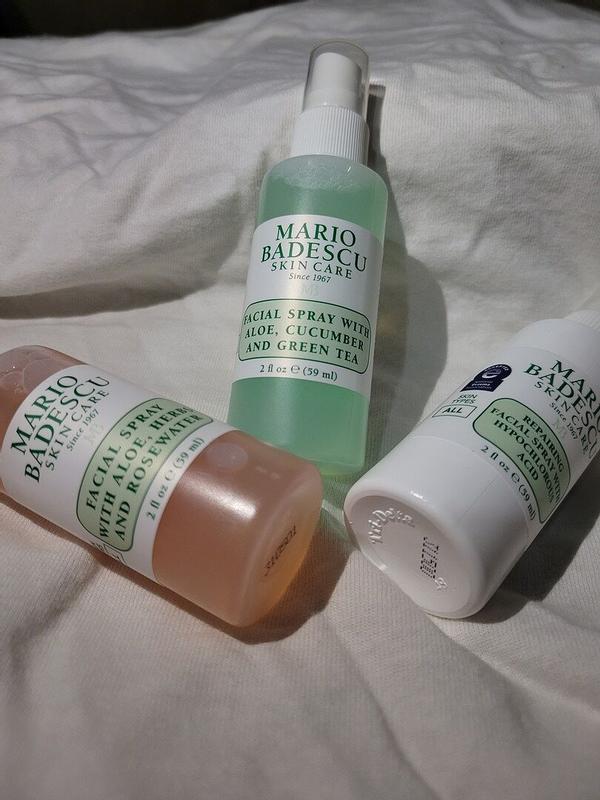 MARIO
BADESCU
SKIN CARE
Since 1967
MB
FACIAL SPRAY WITH
ALOE, CUCUMBER
AND GREEN TEA
2 fl oz e (59 ml)
MARIO
BADESCU
SKIN CARE
Since 1967
FACIAL SPRAY
WITH ALOE, HERBS
AND ROSEWATER
2 fl oz e (59 ml)
MARIO
BADESCU
SKIN CARE
Since 1967
SKIN
TYPES
ALL
REPAIRING
FACIAL SPRAY WITH
HYPOCHLOROUS
ACID
2 fl oz e (59 ml)